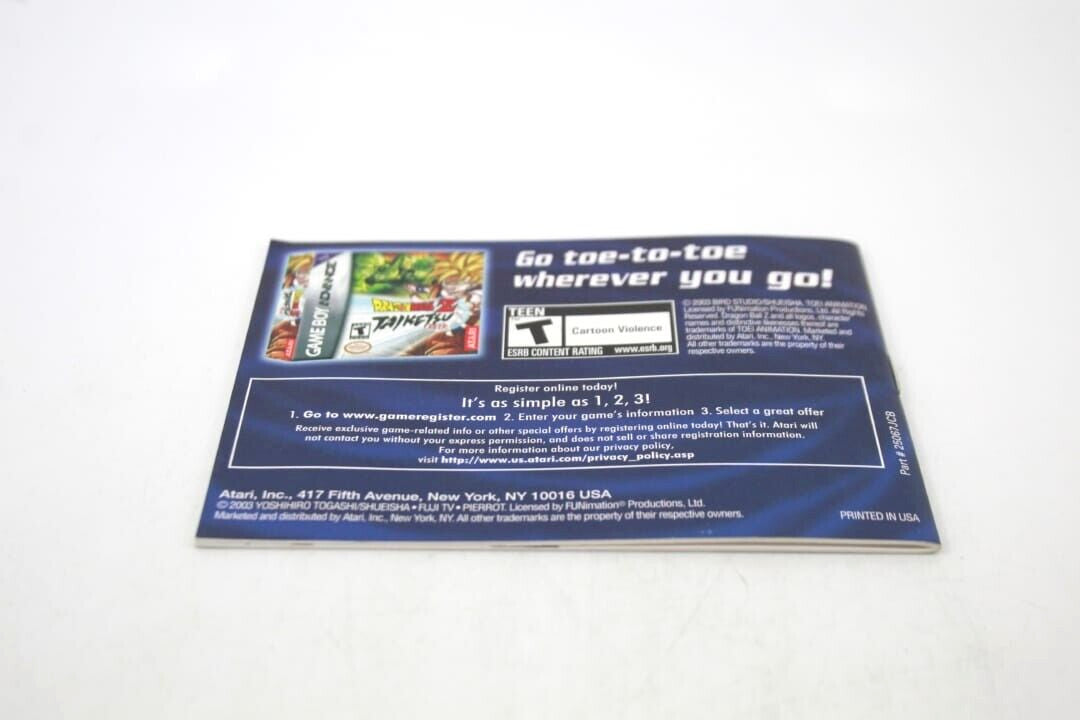 Go toe-to-toe
wherever you go!
GAME BOY ADVANCE
DRAGON BALL Z
TAIKETSU
TEEN
T
ATARI
ATARI
TEEN
T
Cartoon Violence
ESRB CONTENT RATING www.esrb.org
© 2003 BIRD STUDIO/SHUEISHA, TOEI ANIMATION
Licensed by FUNimation Productions, Ltd. All Rights
Reserved. Dragon Ball Z and all logos, character
names and distinctive likenesses thereof are
trademarks of TOEI ANIMATION. Marketed and
distributed by Atari, Inc., New York, NY.
All other trademarks are the property of their
respective owners.
Register online today!
It's as simple as 1, 2, 3!
1. Go to www.gameregister.com 2. Enter your game's information 3. Select a great offer
Receive exclusive game-related info or other special offers by registering online today! That's it. Atari will
not contact you without your express permission, and does not sell or share registration information.
For more information about our privacy policy,
visit http://www.us.atari.com/privacy_policy.asp
Part # 25067JCB
Atari, Inc., 417 Fifth Avenue, New York, NY 10016 USA
© 2003 YOSHIHIRO TOGASHI/SHUEISHA • FUJI TV • PIERROT. Licensed by FUNimation® Productions, Ltd.
Marketed and distributed by Atari, Inc., New York, NY. All other trademarks are the property of their respective owners.
PRINTED IN USA